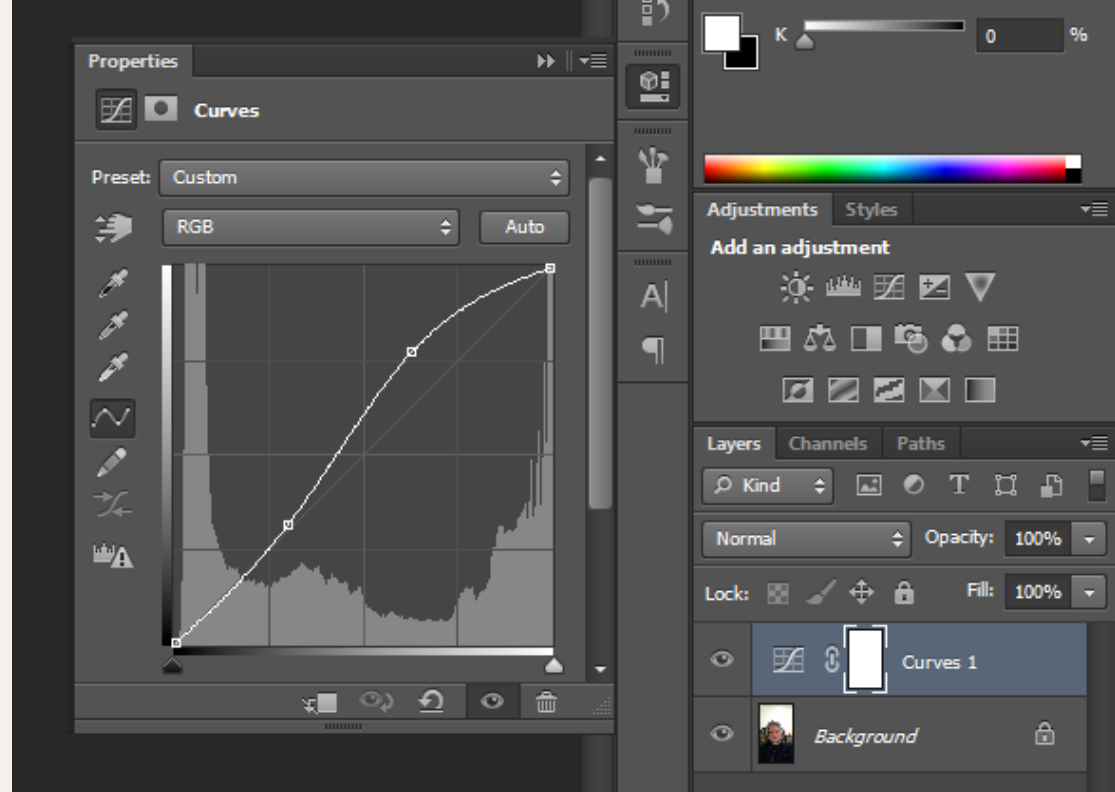 K 0 %
Properties
Curves
Preset: Custom
RGB Auto
Adjustments Styles
Add an adjustment
A
Layers Channels Paths
Kind T
Normal Opacity: 100%
Lock: Fill: 100%
Curves 1
Background